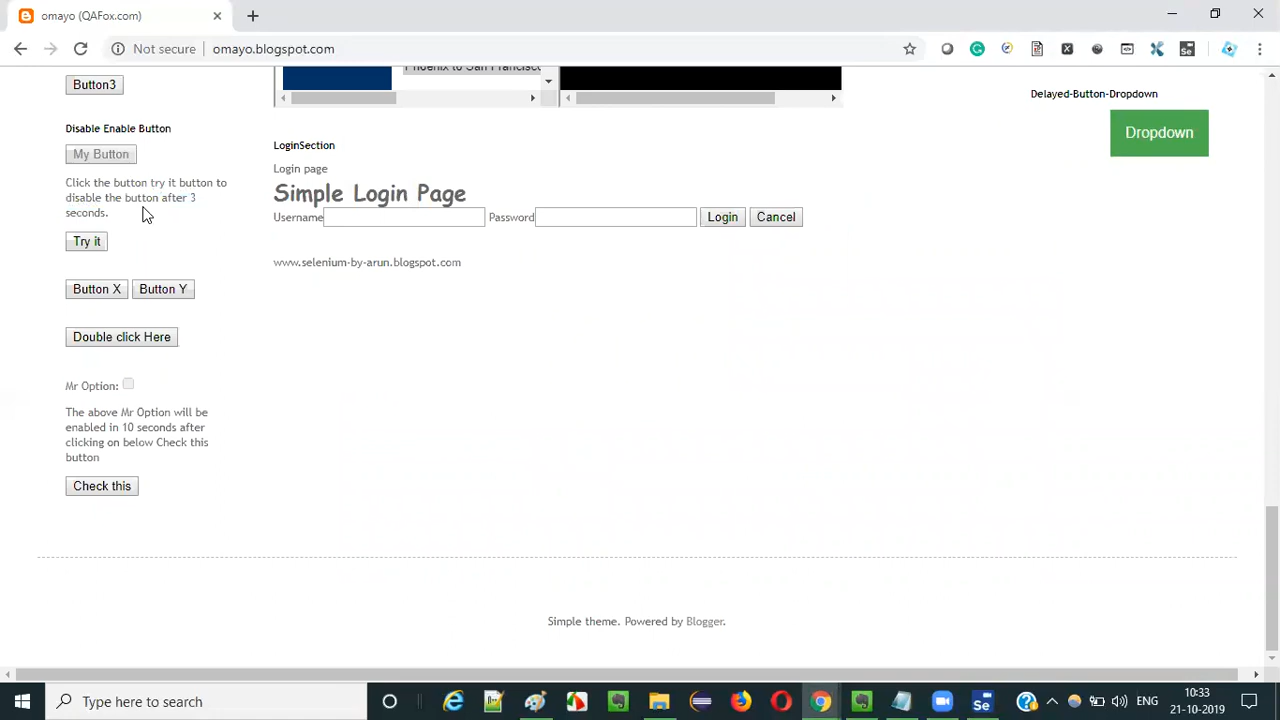 omayo (QAFox.com)
Not secure
omayo.blogspot.com
Button3
Phoenix to San Francisco
Delayed-Button-Dropdown
Dropdown
Disable Enable Button
My Button
Click the button try it button to
disable the button after 3
seconds.
Try it
Button X Button Y
Double click Here
Mr Option:
The above Mr Option will be
enabled in 10 seconds after
clicking on below Check this
button
Check this
LoginSection
Login page
Simple Login Page
Username Password Login Cancel
www.selenium-by-arun.blogspot.com
Simple theme. Powered by Blogger.
Type here to search
Se
ENG
10:33
21-10-2019